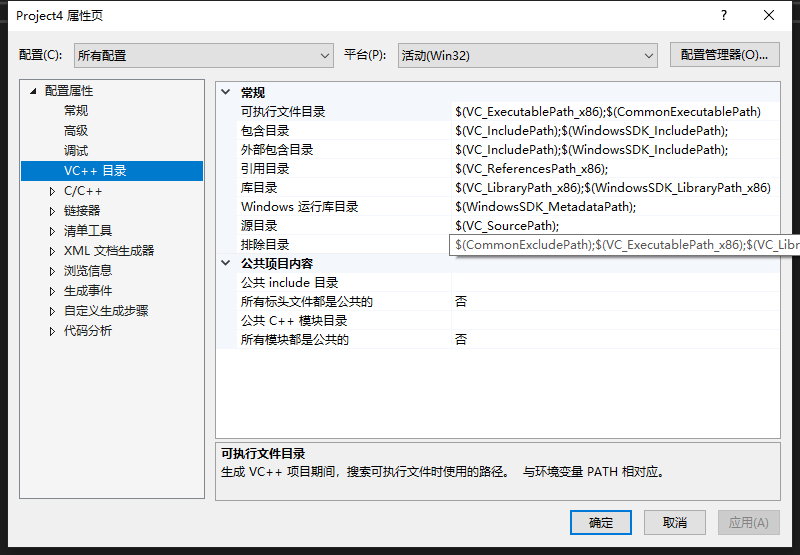 Project4 属性页
?
配置(C):
所有配置
平台(P):
活动(Win32)
配置管理器(O)...
配置属性
常规
高级
调试
VC++ 目录
C/C++
链接器
清单工具
XML 文档生成器
浏览信息
生成事件
自定义生成步骤
代码分析
常规
可执行文件目录 $(VC_ExecutablePath_x86);$(CommonExecutablePath)
包含目录 $(VC_IncludePath);$(WindowsSDK_IncludePath);
外部包含目录 $(VC_IncludePath);$(WindowsSDK_IncludePath);
引用目录 $(VC_ReferencesPath_x86);
库目录 $(VC_LibraryPath_x86);$(WindowsSDK_LibraryPath_x86)
Windows 运行库目录 $(WindowsSDK_MetadataPath);
源目录 $(VC_SourcePath);
排除目录 $(CommonExcludePath);$(VC_ExecutablePath_x86);$(VC_Libr
公共项目内容
公共 include 目录
所有标头文件都是公共的 否
公共 C++ 模块目录
所有模块都是公共的 否
可执行文件目录
生成 VC++ 项目期间，搜索可执行文件时使用的路径。 与环境变量 PATH 相对应。
确定
取消
应用(A)